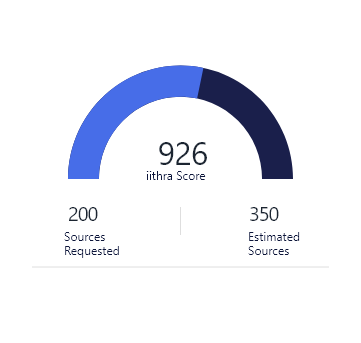 926
iithra Score
200
350
Sources
Requested
Estimated
Sources